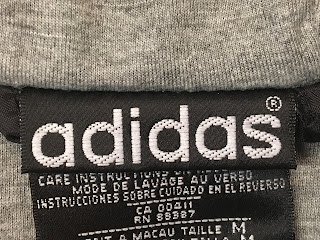 adidas®
CARE INSTRUCTIONS
MODE DE LAVAGE AU VERSO
INSTRUCCIONES SOBRE CUIDADO EN EL REVERSO
CA 00411
RN 88387
A MACAU TAILLE M
TALLA M